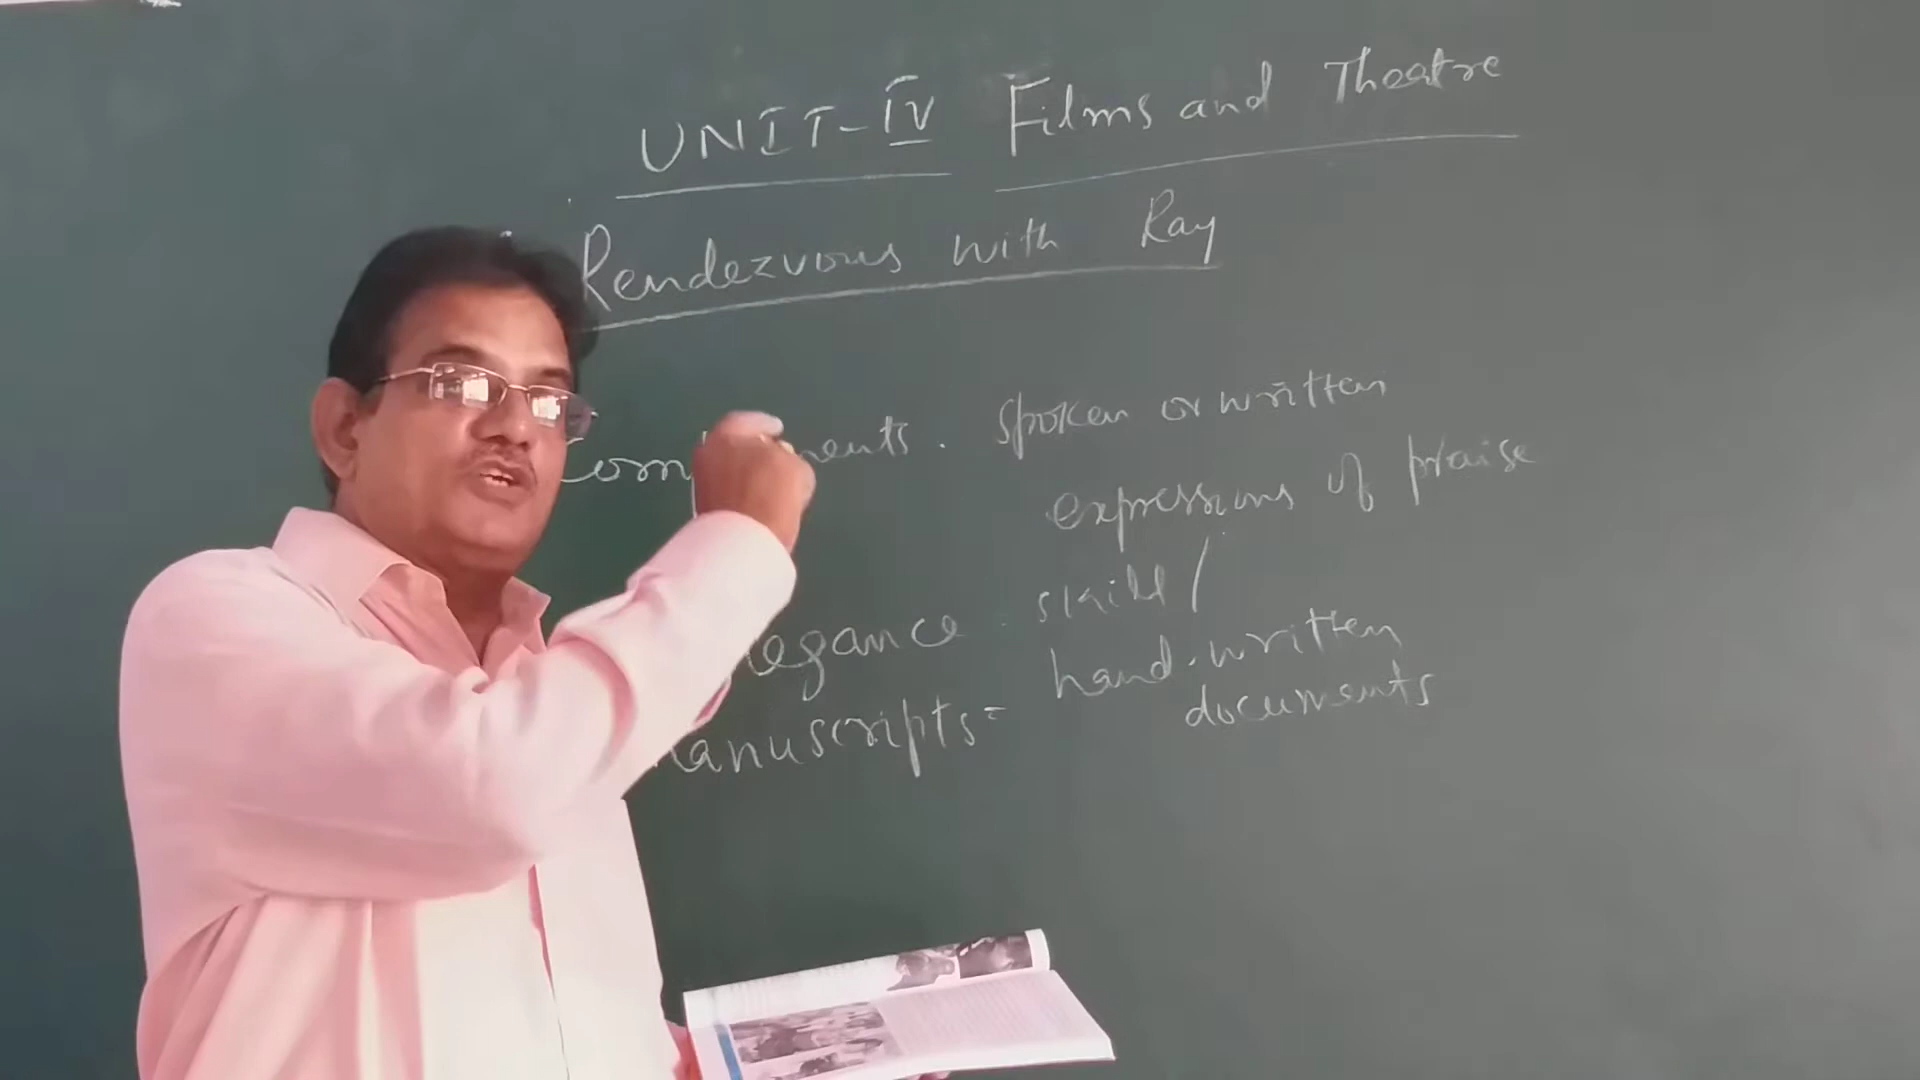 UNIT-IV Films and Theatre
Rendezvous with Ray
spoken or written
expressions of praise
egance. skill/
anuscripts= hand-written
documents